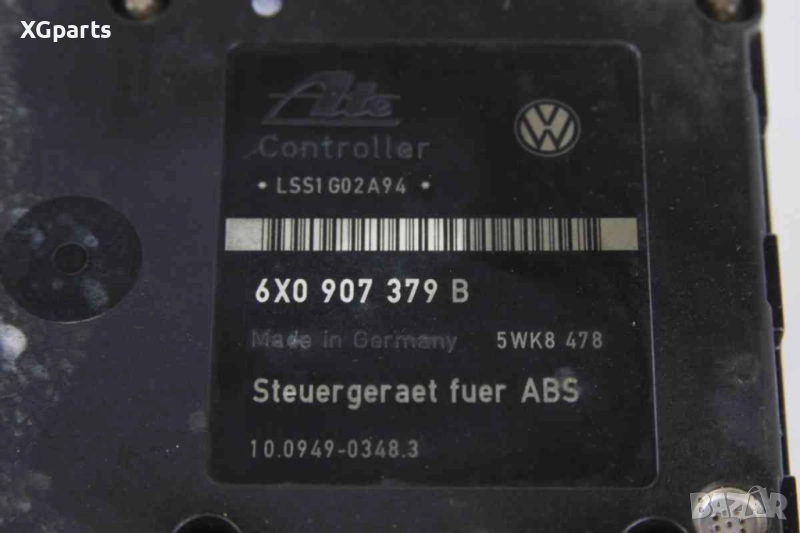 XGparts
Ate
Controller
• LSS1G02A94 •
6X0 907 379 B
Made in Germany 5WK8 478
Steuergeraet fuer ABS
10.0949-0348.3
BAZAR